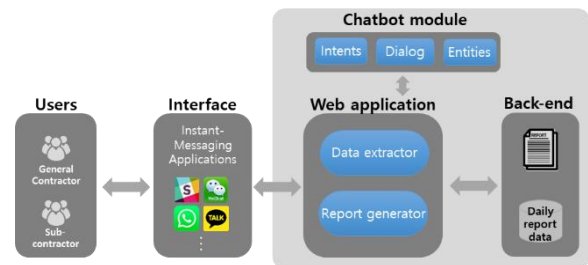 Chatbot module
Intents
Dialog
Entities
Users
Interface
Web application
Back-end
General
Contractor
Sub-
contractor
Instant-
Messaging
Applications
TALK
⋮
Data extractor
Report generator
REPORT
Daily
report
data